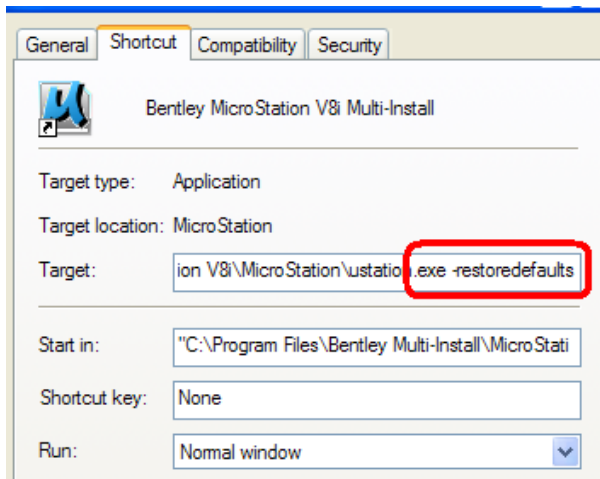 General Shortcut Compatibility Security
Bentley MicroStation V8i Multi-Install
Target type: Application
Target location: MicroStation
Target: ion V8i\MicroStation\ustation.exe -restoredefaults
Start in: "C:\Program Files\Bentley Multi-Install\MicroStati
Shortcut key: None
Run: Normal window